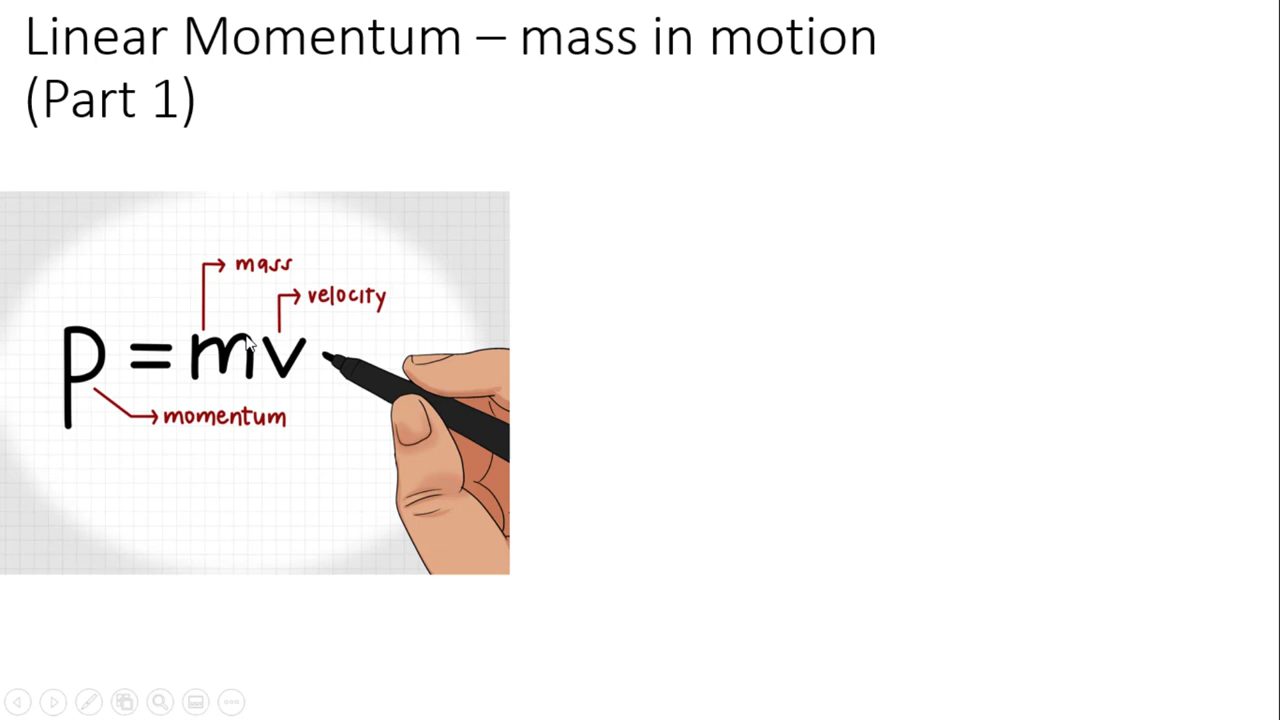 Linear Momentum – mass in motion
(Part 1)
mass
velocity
p = mv
momentum